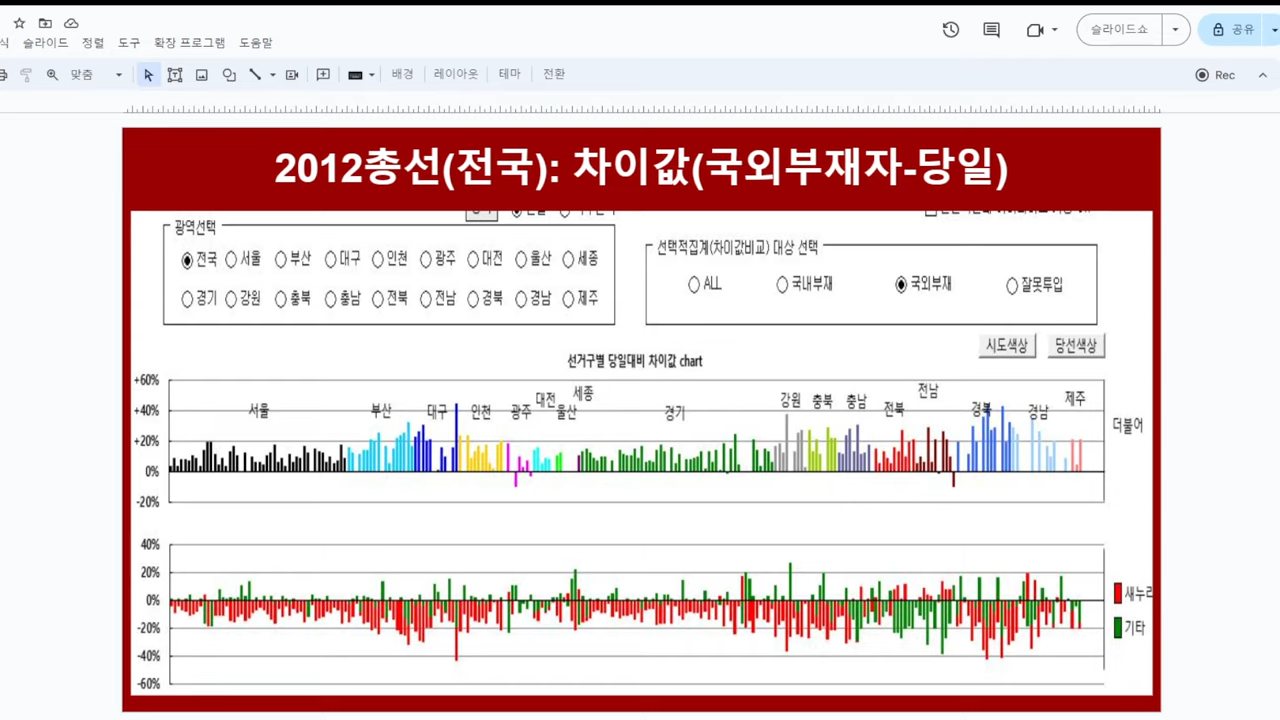 식 슬라이드 정렬 도구 확장 프로그램 도움말
슬라이드쇼
공유
맞춤
배경 레이아웃 테마 전환
Rec
2012총선(전국): 차이값(국외부재자-당일)
광역선택
전국 서울 부산 대구 인천 광주 대전 울산 세종
경기 강원 충북 충남 전북 전남 경북 경남 제주
선택적집계(차이값비교) 대상 선택
ALL 국내부재 국외부재 잘못투입
시도색상 당선색상
선거구별 당일대비 차이값 chart
+60%
+40%
+20%
0%
-20%
서울 부산 대구 인천 광주 대전 울산 세종 경기 강원 충북 충남 전북 전남 경북 경남 제주
더불어
40%
20%
0%
-20%
-40%
-60%
새누리
기타